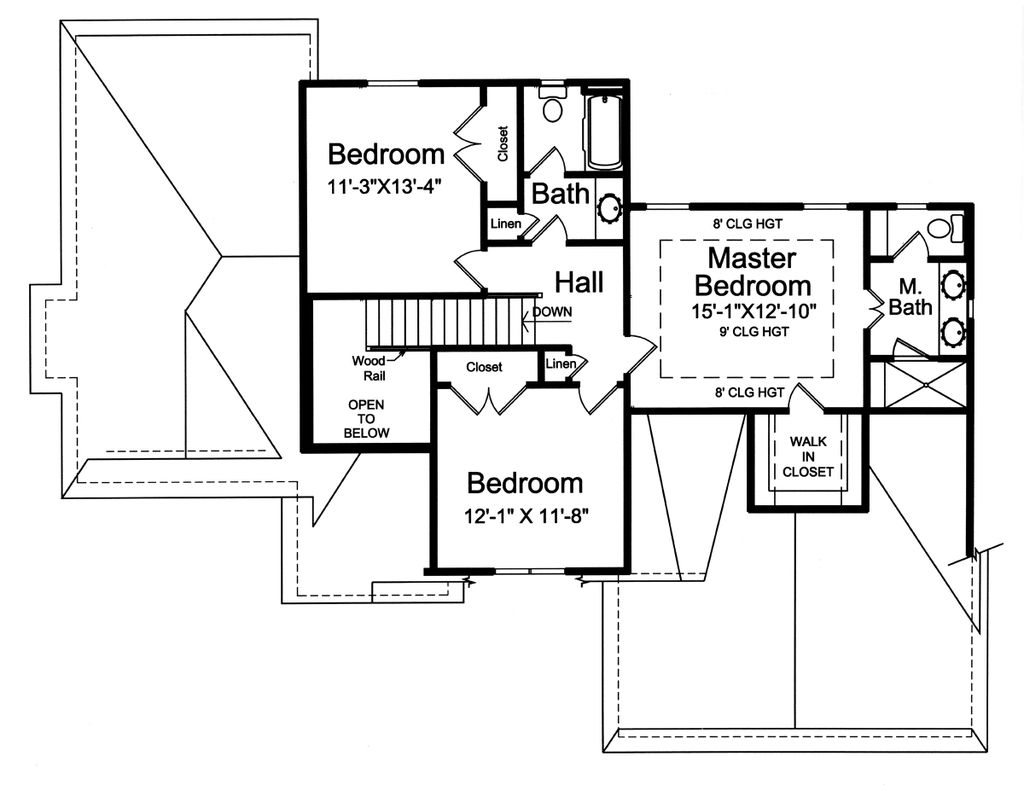 Bedroom
11'-3"X13'-4"
Closet
Bath
Linen
Hall
8' CLG HGT
Master
Bedroom
15'-1"X12'-10"
9' CLG HGT
8' CLG HGT
M.
Bath
DOWN
Wood
Rail
OPEN
TO
BELOW
Closet
Linen
Bedroom
12'-1" X 11'-8"
WALK
IN
CLOSET